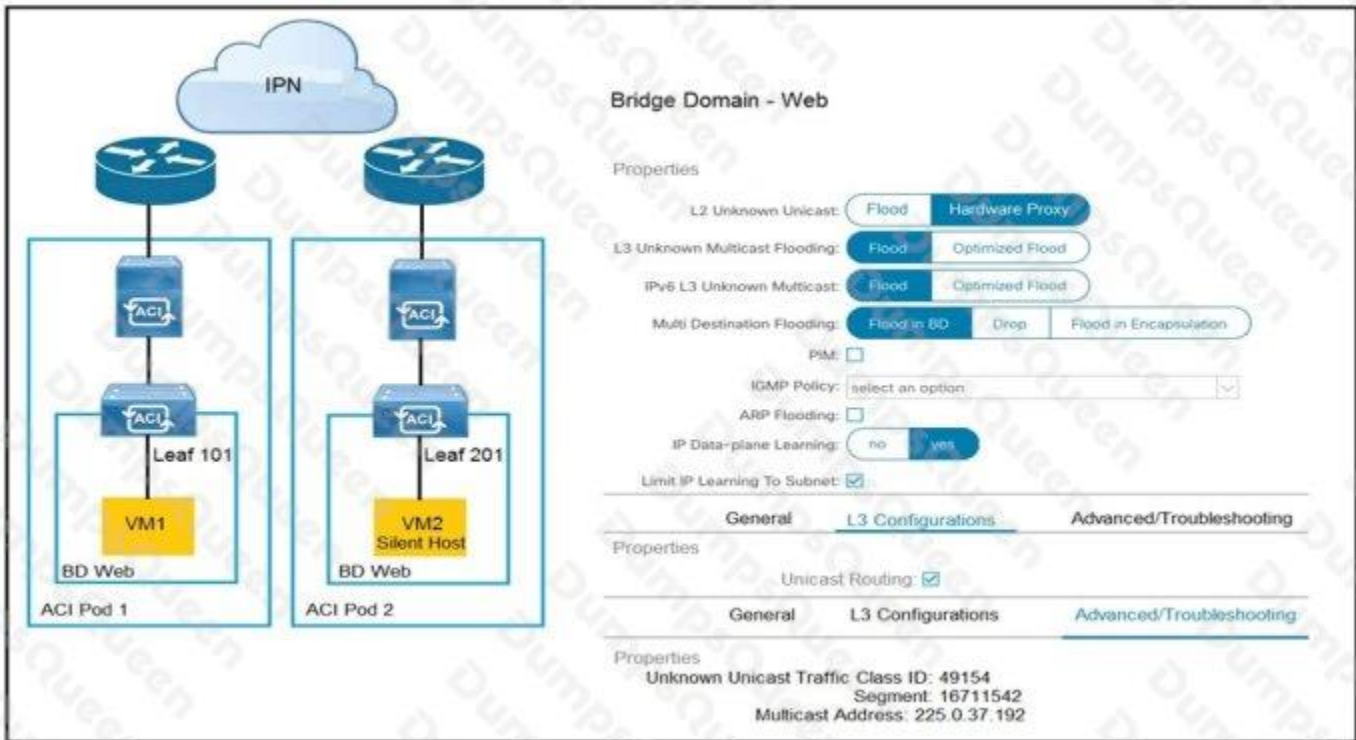 IPN
ACI
ACI
ACI
ACI
Leaf 101
Leaf 201
VM1
VM2
Silent Host
BD Web
BD Web
ACI Pod 1
ACI Pod 2
Bridge Domain - Web
Properties
L2 Unknown Unicast: Flood Hardware Proxy
L3 Unknown Multicast Flooding: Flood Optimized Flood
IPv6 L3 Unknown Multicast: Flood Optimized Flood
Multi Destination Flooding: Flood in BD Drop Flood in Encapsulation
PIM:
IGMP Policy: select an option
ARP Flooding:
IP Data-plane Learning: no yes
Limit IP Learning To Subnet:
General L3 Configurations Advanced/Troubleshooting
Properties
Unicast Routing:
General L3 Configurations Advanced/Troubleshooting
Properties
Unknown Unicast Traffic Class ID: 49154
Segment: 16711542
Multicast Address: 225.0.37.192
DumpsQueen